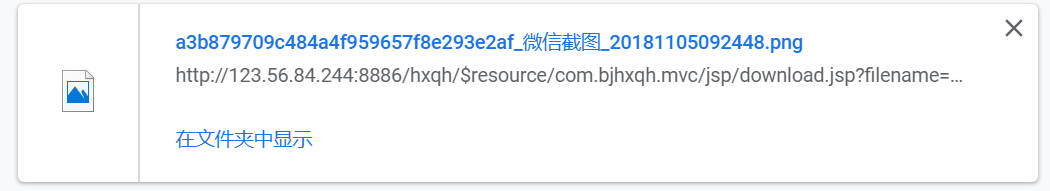 a3b879709c484a4f959657f8e293e2af_微信截图_20181105092448.png
http://123.56.84.244:8886/hxqh/$resource/com.bjhxqh.mvc/jsp/download.jsp?filename=...
在文件夹中显示